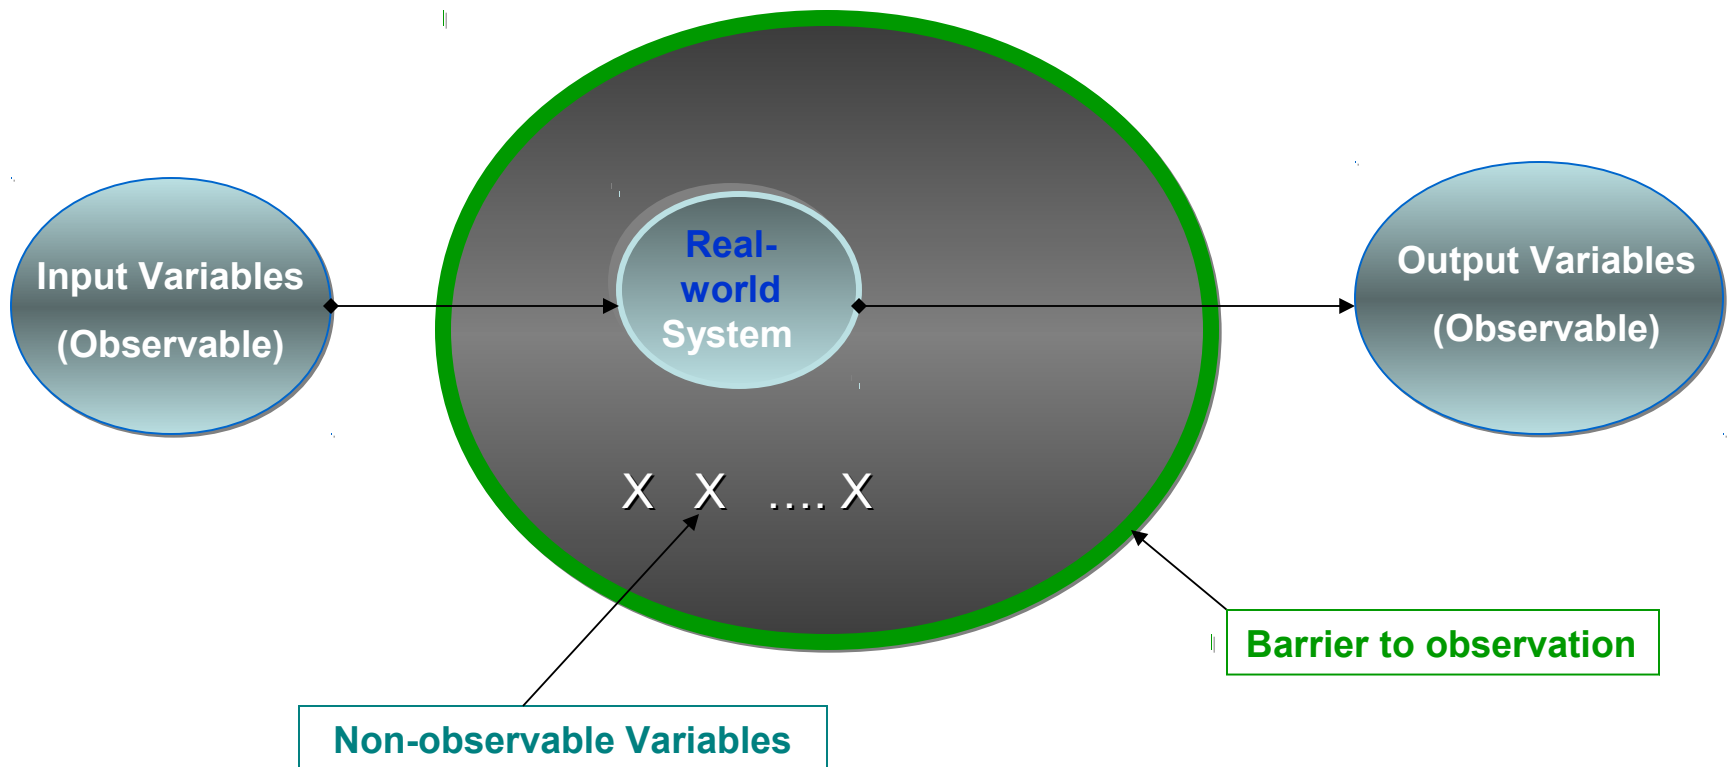 Input Variables
(Observable)
Real-
world
System
Output Variables
(Observable)
X X .... X
Barrier to observation
Non-observable Variables